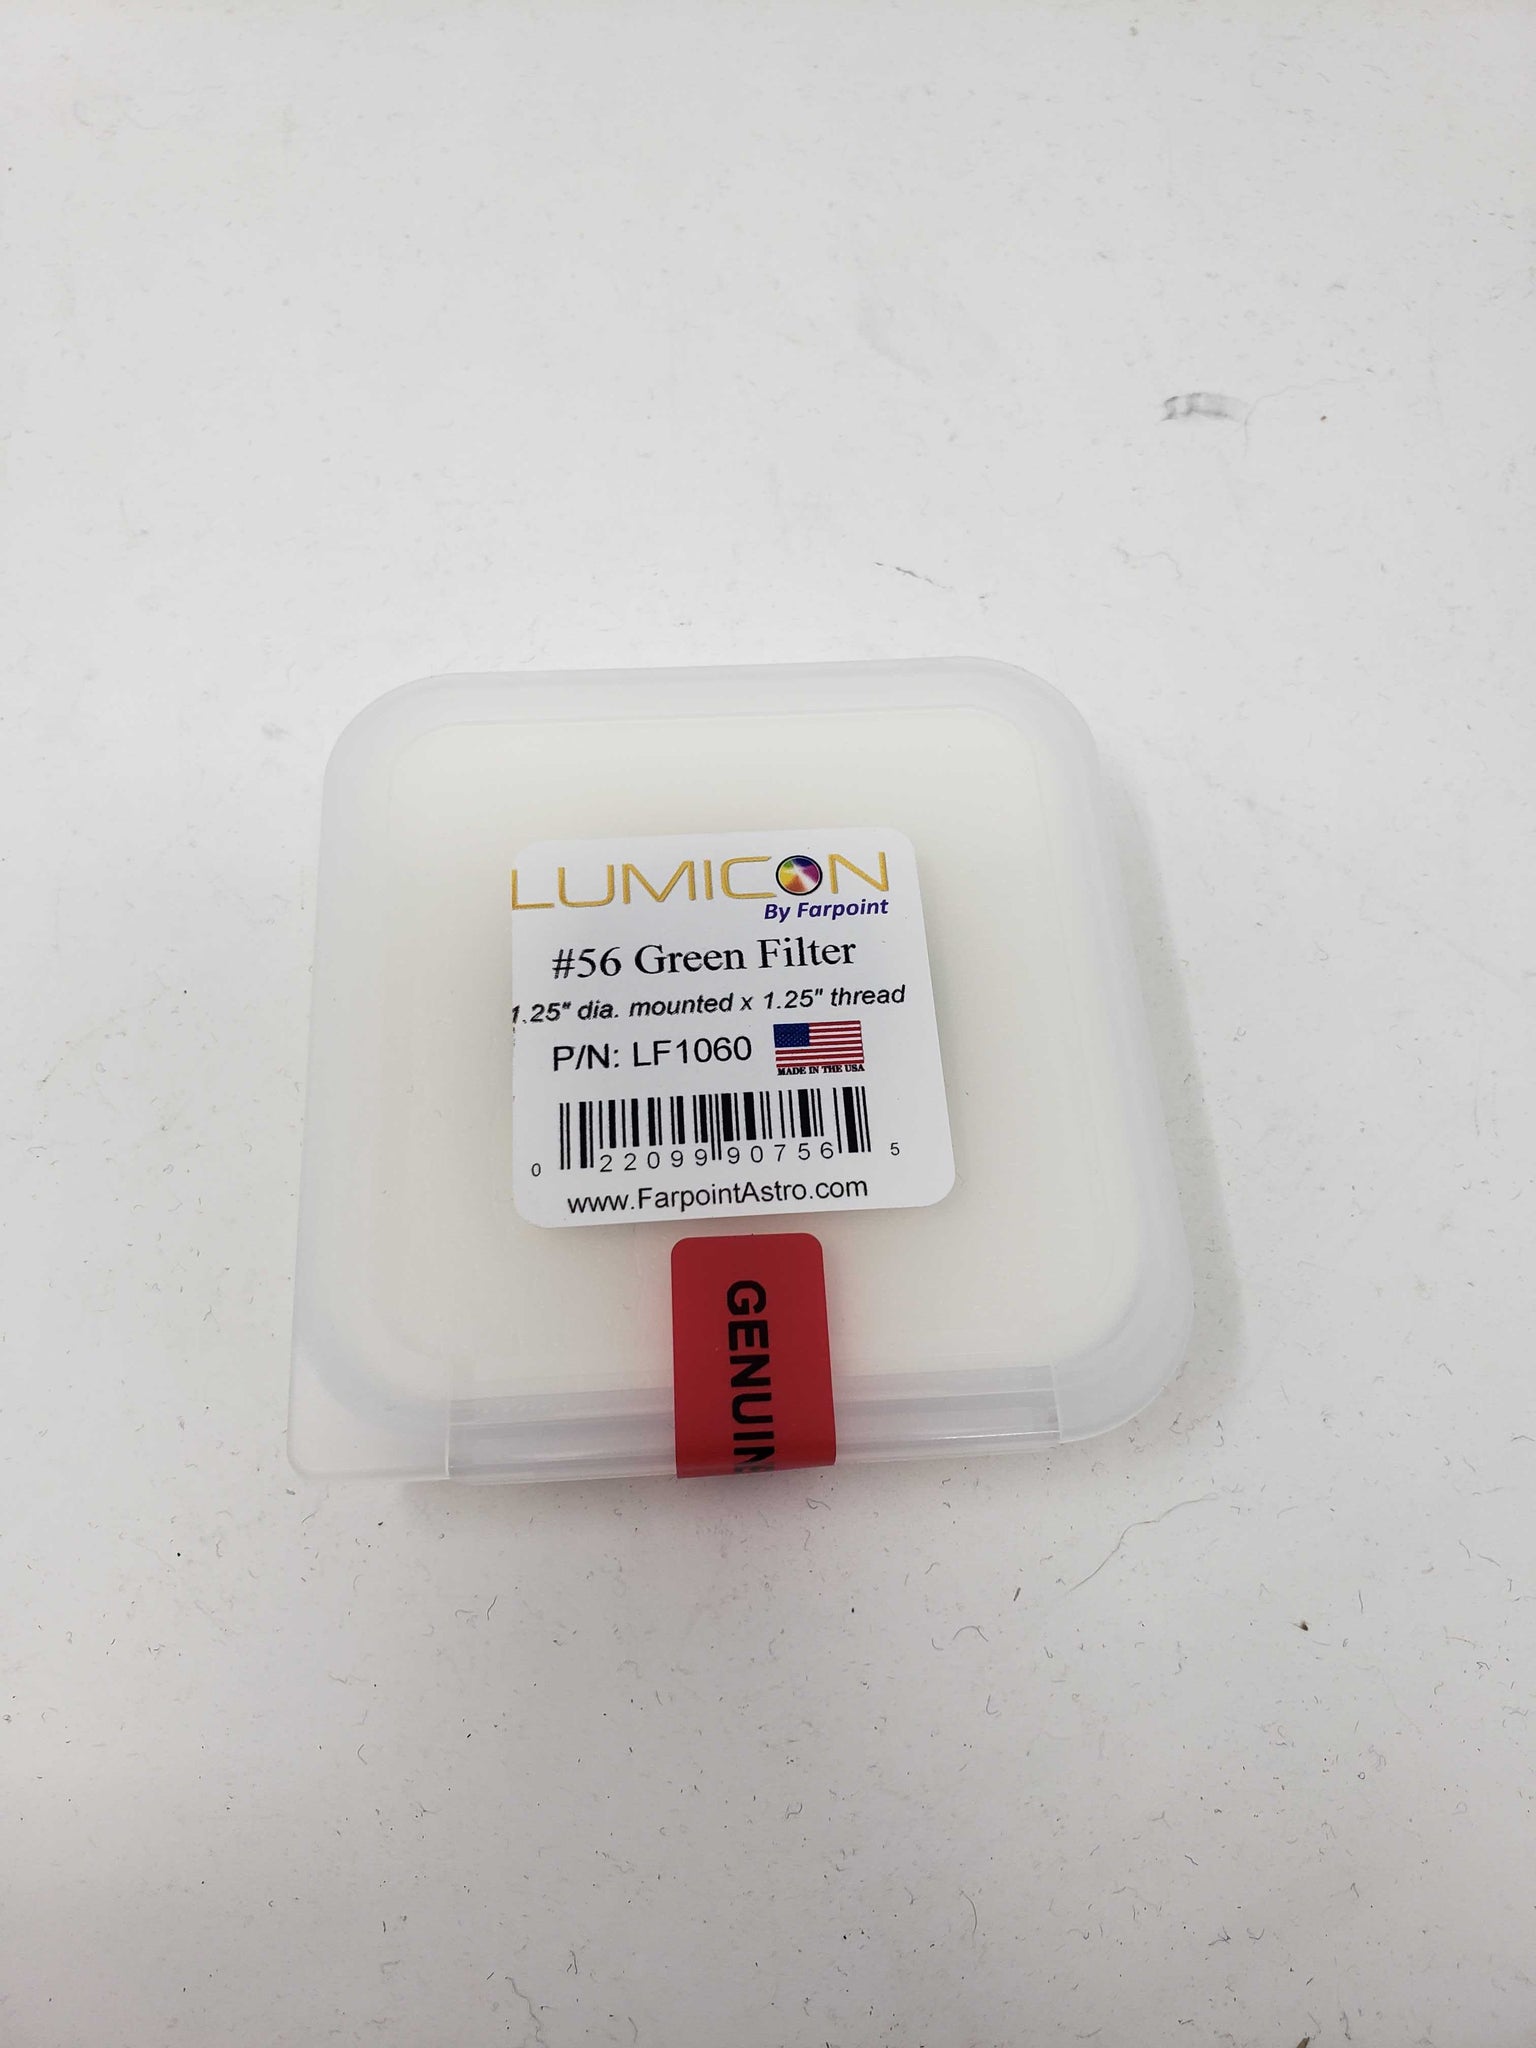 LUMICON
By Farpoint
#56 Green Filter
1.25" dia. mounted x 1.25" thread
P/N: LF1060
MADE IN THE USA
0 22099 90756 5
www.FarpointAstro.com
GENUIN